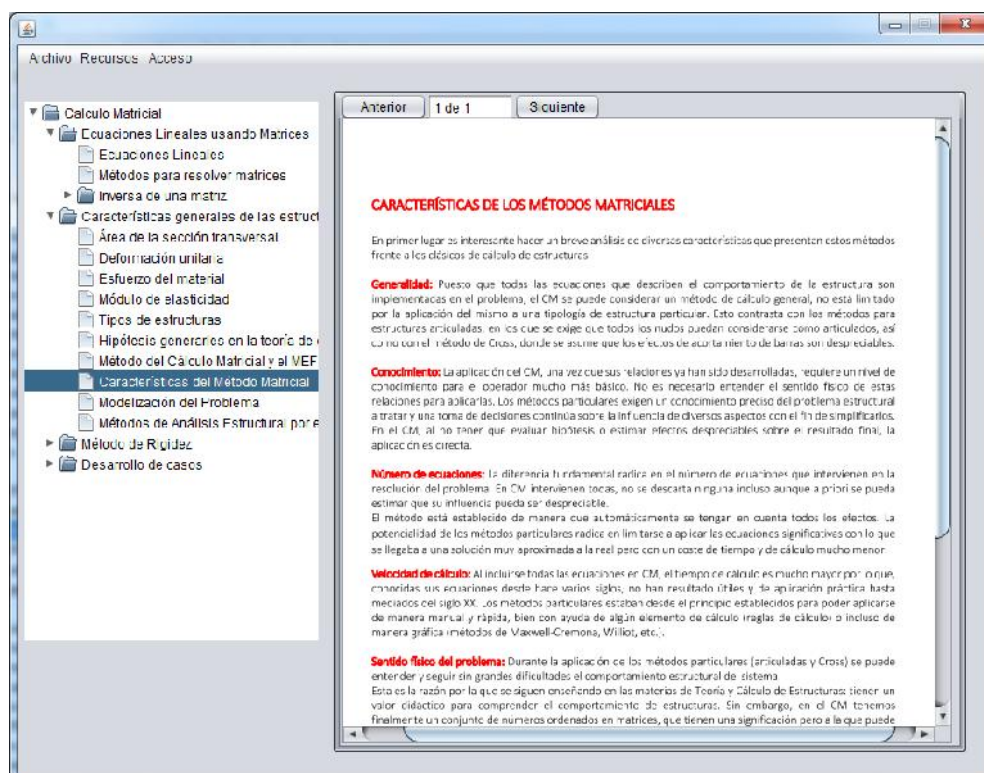 Archivo Recursos Acceso
Calculo Matricial
Ecuaciones Lineales usando Matrices
Ecuaciones Lineales
Métodos para resolver matrices
Inversa de una matriz
Características generales de las estruct
Área de la sección transversal
Deformación unitaria
Esfuerzo del material
Módulo de elasticidad
Tipos de estructuras
Hipótesis generales en la teoría de
Método del Cálculo Matricial y el MEF
Características del Método Matricial
Modelización del Problema
Métodos de Análisis Estructural por e
Método de Rigidez
Desarrollo de casos
Anterior 1 de 1 Siguiente
CARACTERÍSTICAS DE LOS MÉTODOS MATRICIALES
En primer lugar es interesante hacer un breve análisis de diversas características que presentan estos métodos
frente a los clásicos de cálculo de estructuras
Generalidad: Puesto que todas las ecuaciones que describen el comportamiento de la estructura son
implementadas en el problema, el CM se puede considerar un método de cálculo general, no está limitado
por la aplicación del mismo a una tipología de estructura particular. Esto contrasta con los métodos para
estructuras articuladas, en los que se exige que todos los nudos puedan considerarse como articulados, así
como con el método de Cross, donde se asume que los efectos de acortamiento de barras son despreciables.
Conocimiento: La aplicación del CM, una vez que sus relaciones ya han sido desarrolladas, requiere un nivel de
conocimiento para el operador mucho más básico. No es necesario entender el sentido físico de estas
relaciones para aplicarlas. Los métodos particulares exigen un conocimiento preciso del problema estructural
a tratar y una toma de decisiones continúa sobre la influencia de diversos aspectos con el fin de simplificarlos.
En el CM, al no tener que evaluar hipótesis o estimar efectos despreciables sobre el resultado final, la
aplicación es directa.
Número de ecuaciones: La diferencia fundamental radica en el número de ecuaciones que intervienen en la
resolución del problema. En CM intervienen todas, no se descarta ninguna incluso aunque a priori se pueda
estimar que su influencia pueda ser despreciable.
El método está establecido de manera que automáticamente se tengan en cuenta todos los efectos. La
potencialidad de los métodos particulares radica en limitarse a aplicar las ecuaciones significativas con lo que
se llegaba a una solución muy aproximada a la real pero con un coste de tiempo y de cálculo mucho menor
Velocidad de cálculo: Al incluirse todas las ecuaciones en CM, el tiempo de cálculo es mucho mayor por lo que,
conocidas sus ecuaciones desde hace varios siglos, no han resultado útiles y de aplicación práctica hasta
mediados del siglo XX. Los métodos particulares estaban desde el principio establecidos para poder aplicarse
de manera manual y rápida, bien con ayuda de algún elemento de cálculo (reglas de cálculo) o incluso de
manera gráfica (métodos de Maxwell-Cremona, Williot, etc.).
Sentido físico del problema: Durante la aplicación de los métodos particulares (articuladas y Cross) se puede
entender y seguir sin grandes dificultades el comportamiento estructural del sistema
Esta es la razón por la que se siguen enseñando en las materias de Teoría y Cálculo de Estructuras: tienen un
valor didáctico para comprender el comportamiento de estructuras. Sin embargo, en el CM tenemos
finalmente un conjunto de números ordenados en matrices, que tienen una significación pero a la que puede